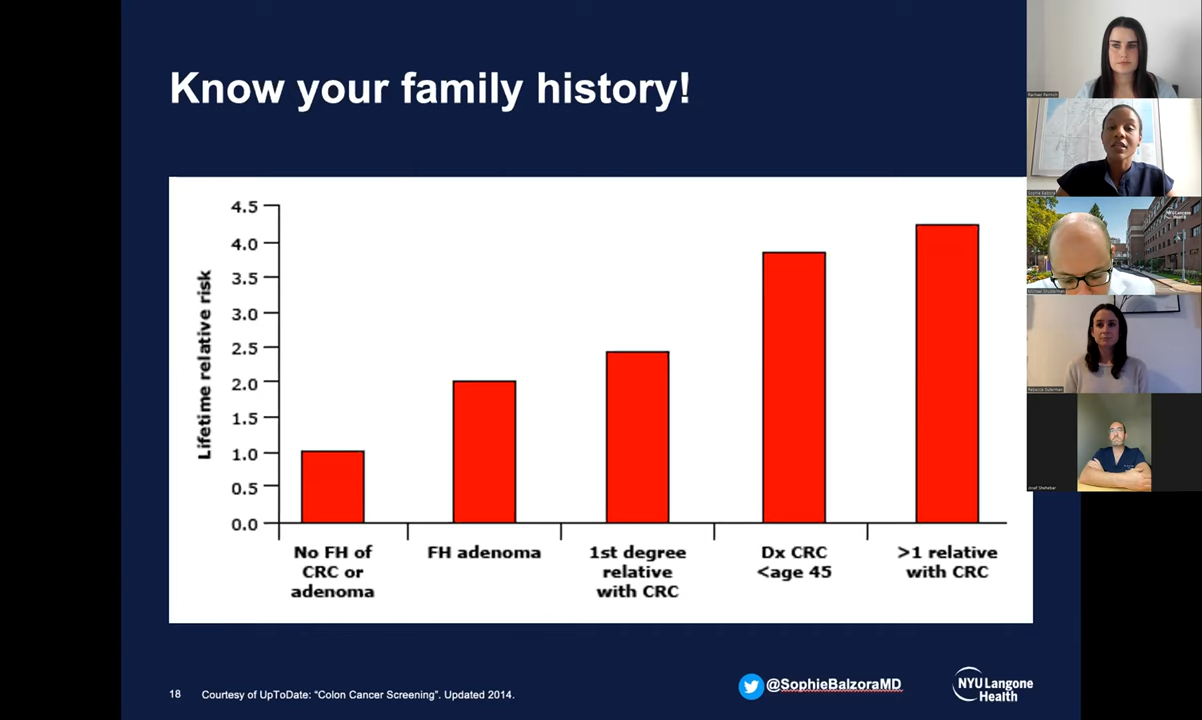 Know your family history!
Lifetime relative risk
4.5
4.0
3.5
3.0
2.5
2.0
1.5
1.0
0.5
0.0
No FH of
CRC or
adenoma
FH adenoma
1st degree
relative
with CRC
Dx CRC
<age 45
>1 relative
with CRC
18
Courtesy of UpToDate: “Colon Cancer Screening”. Updated 2014.
@SophieBalzoraMD
NYU Langone
Health
NYU Langone
Health